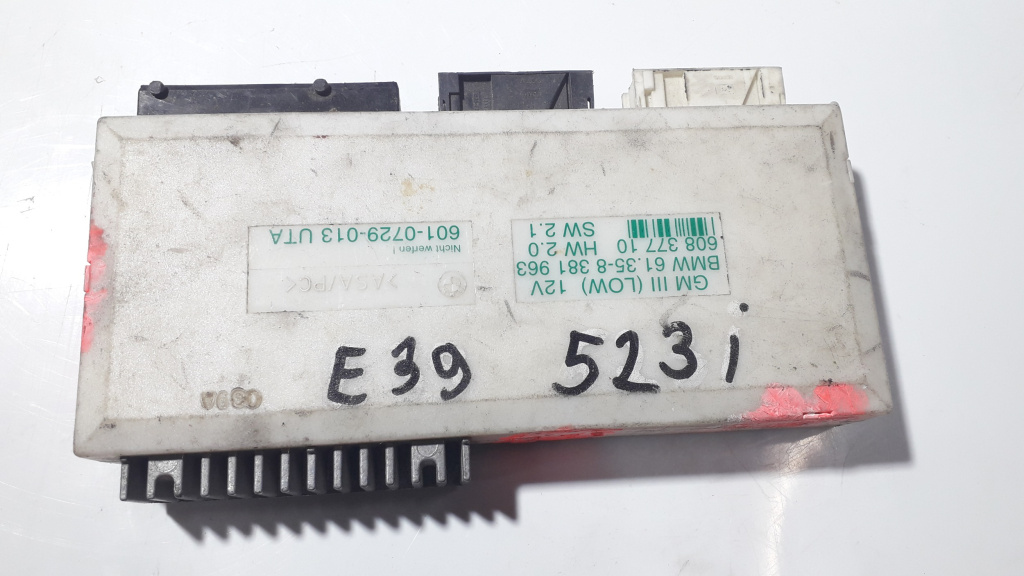 GM III (LOW) 12V
BMW 61.35-8 381 963
608 377 10 HW 2.0
SW 2.1
>ASA/PC<
Nicht werfen!
601-0729-013 UTA
E39 523i